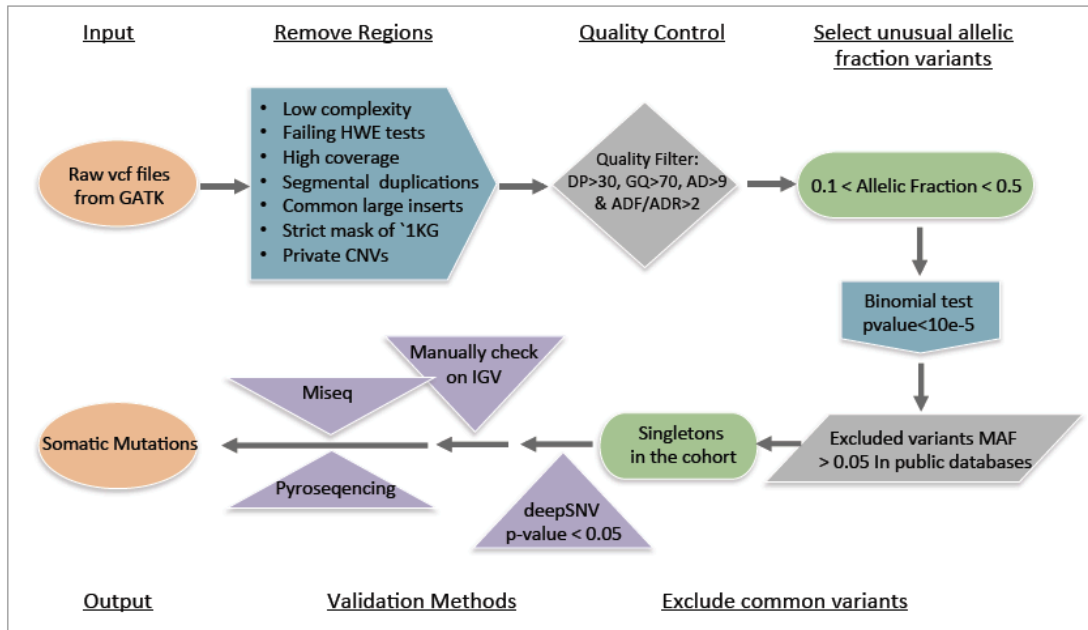 Input
Remove Regions
Quality Control
Select unusual allelic
fraction variants
Raw vcf files
from GATK
• Low complexity
• Failing HWE tests
• High coverage
• Segmental duplications
• Common large inserts
• Strict mask of `1KG
• Private CNVs
Quality Filter:
DP>30, GQ>70, AD>9
& ADF/ADR>2
0.1 < Allelic Fraction < 0.5
Binomial test
pvalue<10e-5
Excluded variants MAF
> 0.05 In public databases
Singletons
in the cohort
deepSNV
p-value < 0.05
Manually check
on IGV
Miseq
Pyroseqencing
Somatic Mutations
Output
Validation Methods
Exclude common variants